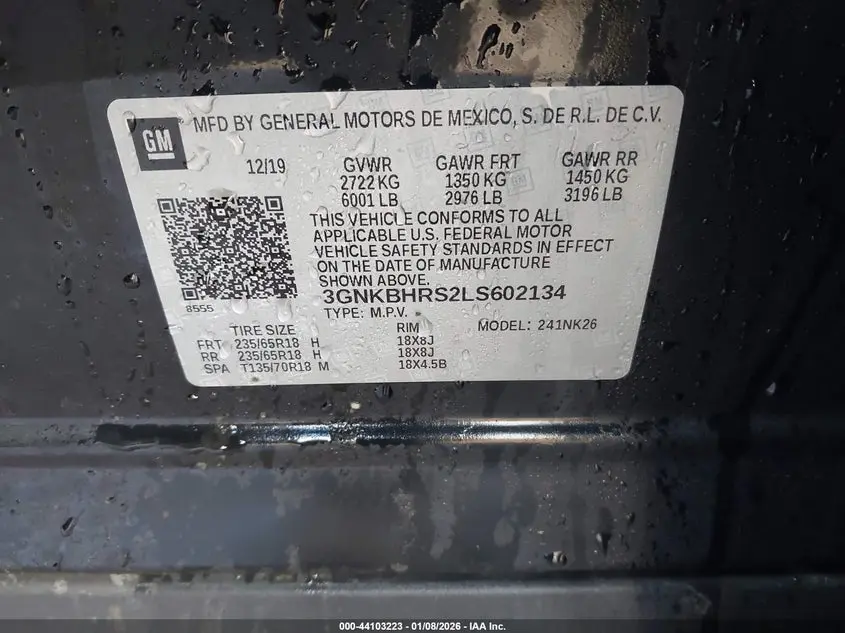 GM
MFD BY GENERAL MOTORS DE MEXICO, S. DE R.L. DE C.V.
12/19 GVWR GAWR FRT GAWR RR
2722 KG 1350 KG 1450 KG
6001 LB 2976 LB 3196 LB
THIS VEHICLE CONFORMS TO ALL
APPLICABLE U.S. FEDERAL MOTOR
VEHICLE SAFETY STANDARDS IN EFFECT
ON THE DATE OF MANUFACTURE
SHOWN ABOVE.
8555
3GNKBHRS2LS602134
TYPE: M.P.V. MODEL: 241NK26
TIRE SIZE RIM
FRT 235/65R18 H 18X8J
RR 235/65R18 H 18X8J
SPA T135/70R18 M 18X4.5B
000-44103223 - 01/08/2026 - IAA Inc.